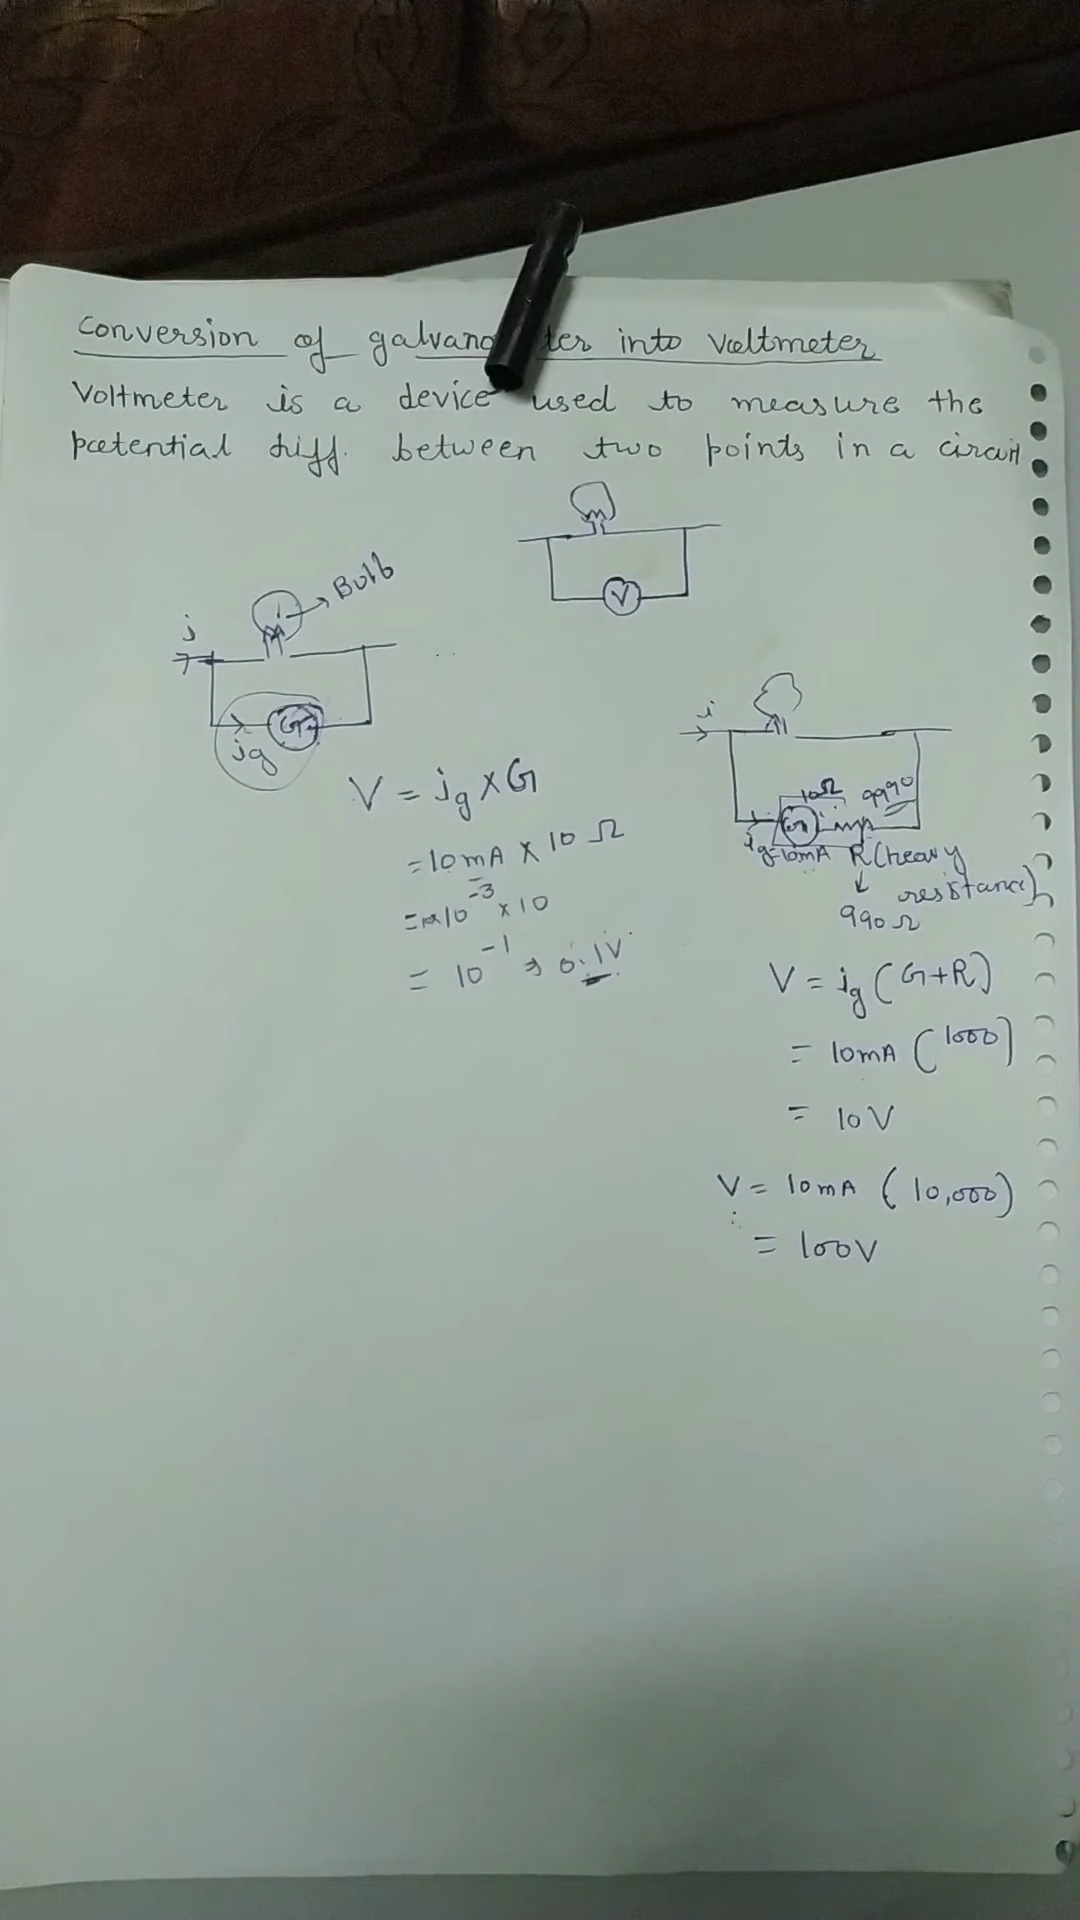 conversion of galvano ter into voltmeter
Voltmeter is a device used to measure the
potential diff. between two points in a circuit
V
Bulb
i
G
ig
V = ig × G
= 10mA × 10 Ω
= 10 × 10⁻³ × 10
= 10⁻¹ ⇒ 0.1V
i
10Ω 9990
G
ig=10mA R (heavy
resistance)
↓
990 Ω
V = ig (G+R)
= 10mA (1000)
= 10V
V = 10mA (10,000)
= 100V